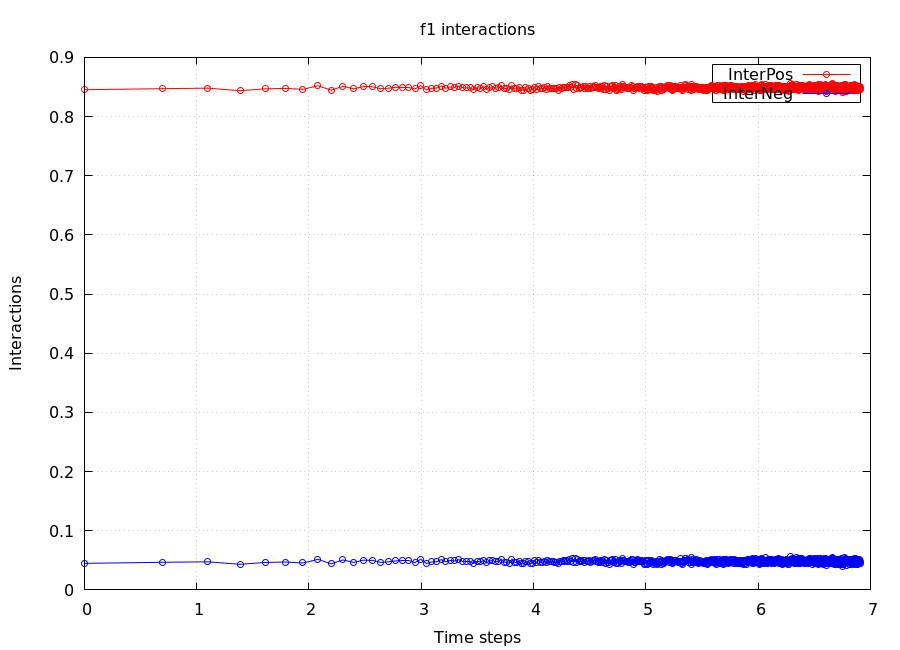 f1 interactions
0.9
0.8
0.7
0.6
0.5
0.4
0.3
0.2
0.1
0
Interactions
InterPos
InterNeg
0 1 2 3 4 5 6 7
Time steps